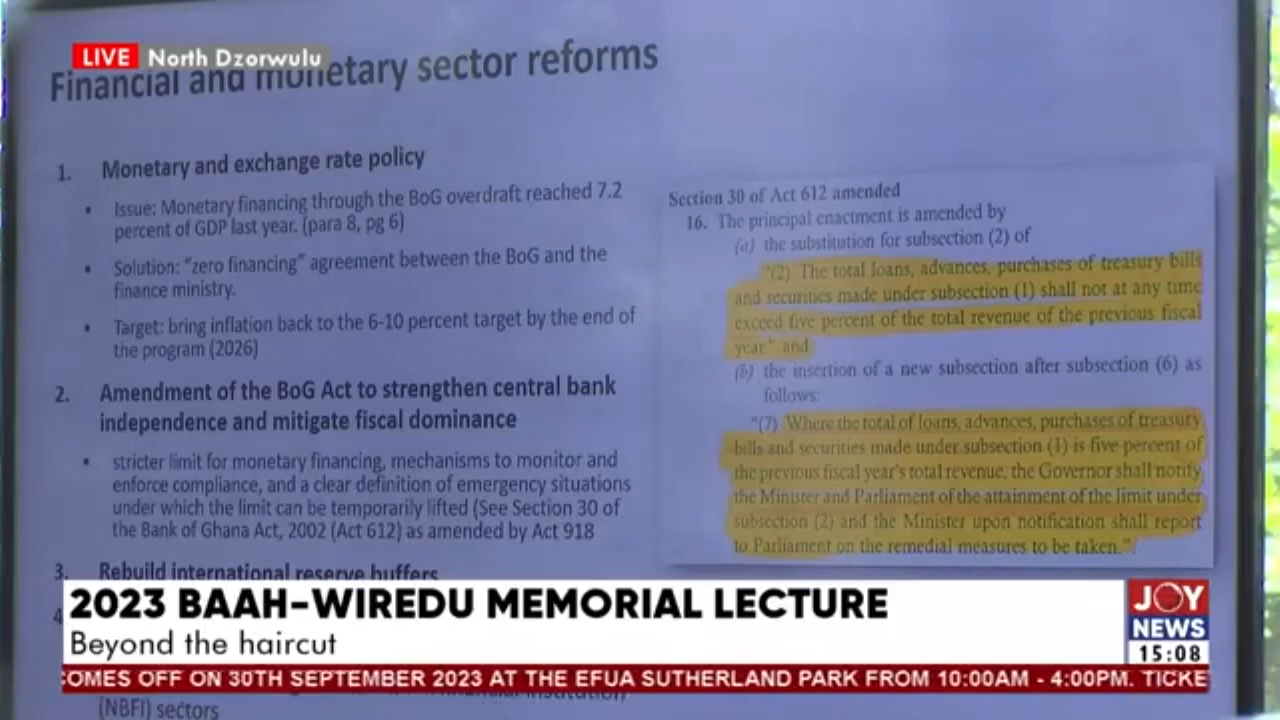 LIVE North Dzorwulu
Financial and monetary sector reforms
1. Monetary and exchange rate policy
• Issue: Monetary financing through the BoG overdraft reached 7.2
percent of GDP last year. (para 8, pg 6)
• Solution: "zero financing" agreement between the BoG and the
finance ministry.
• Target: bring inflation back to the 6-10 percent target by the end of
the program (2026)
2. Amendment of the BoG Act to strengthen central bank
independence and mitigate fiscal dominance
• stricter limit for monetary financing, mechanisms to monitor and
enforce compliance, and a clear definition of emergency situations
under which the limit can be temporarily lifted (See Section 30 of
the Bank of Ghana Act, 2002 (Act 612) as amended by Act 918
3. Rebuild international reserve buffers
4
(NBFI) sectors
Section 30 of Act 612 amended
16. The principal enactment is amended by
(a) the substitution for subsection (2) of
"(2) The total loans, advances, purchases of treasury bills
and securities made under subsection (1) shall not at any time
exceed five percent of the total revenue of the previous fiscal
year" and
(b) the insertion of a new subsection after subsection (6) as
follows:
"(7) Where the total of loans, advances, purchases of treasury
bills and securities made under subsection (1) is five percent of
the previous fiscal year's total revenue, the Governor shall notify
the Minister and Parliament of the attainment of the limit under
subsection (2) and the Minister upon notification shall report
to Parliament on the remedial measures to be taken."
2023 BAAH-WIREDU MEMORIAL LECTURE
Beyond the haircut
JOY
NEWS
15:08
COMES OFF ON 30TH SEPTEMBER 2023 AT THE EFUA SUTHERLAND PARK FROM 10:00AM - 4:00PM. TICKE